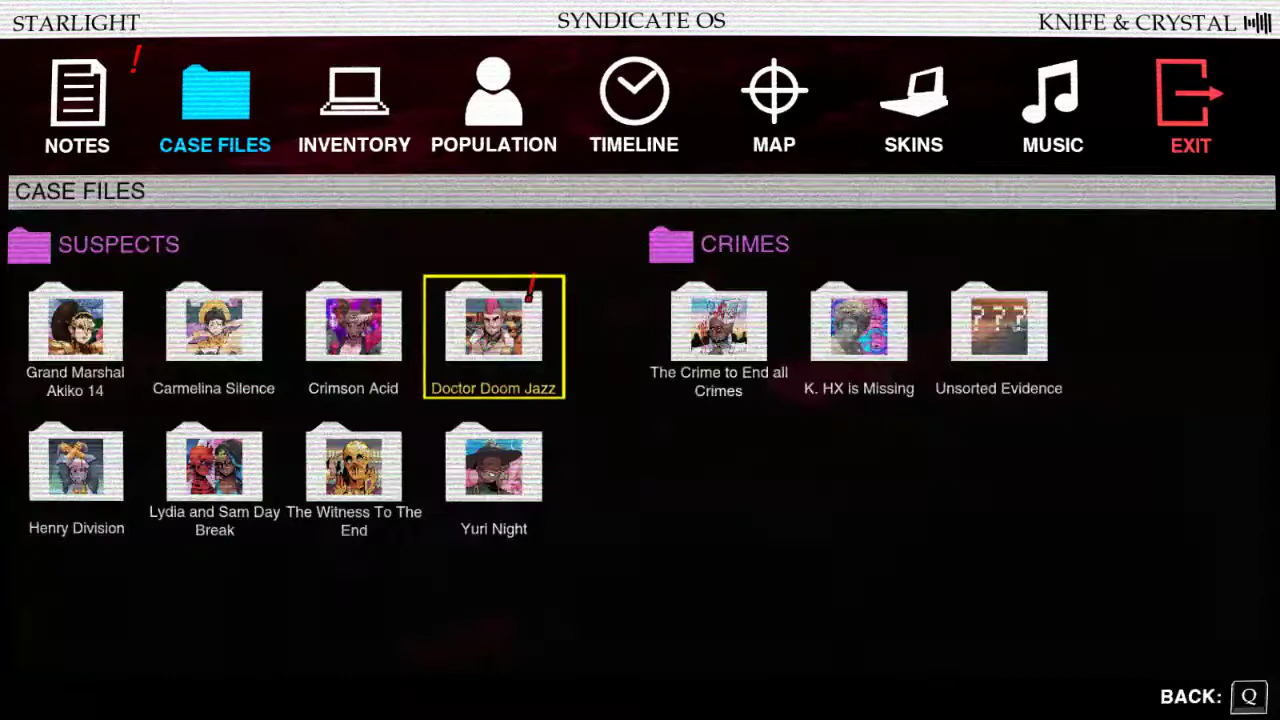 STARLIGHT
SYNDICATE OS
KNIFE & CRYSTAL
!
NOTES
CASE FILES
INVENTORY
POPULATION
TIMELINE
MAP
SKINS
MUSIC
EXIT
CASE FILES
SUSPECTS
CRIMES
!
Grand Marshal
Akiko 14
Carmelina Silence
Crimson Acid
Doctor Doom Jazz
The Crime to End all
Crimes
K. HX is Missing
???
Unsorted Evidence
Henry Division
Lydia and Sam Day
Break
The Witness To The
End
Yuri Night
BACK: Q